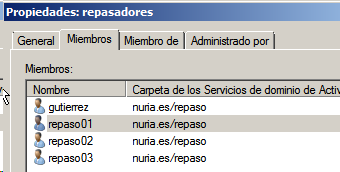 Propiedades: repasadores
General Miembros Miembro de Administrado por
Miembros:
Nombre Carpeta de los Servicios de dominio de Activ
gutierrez nuria.es/repaso
repaso01 nuria.es/repaso
repaso02 nuria.es/repaso
repaso03 nuria.es/repaso